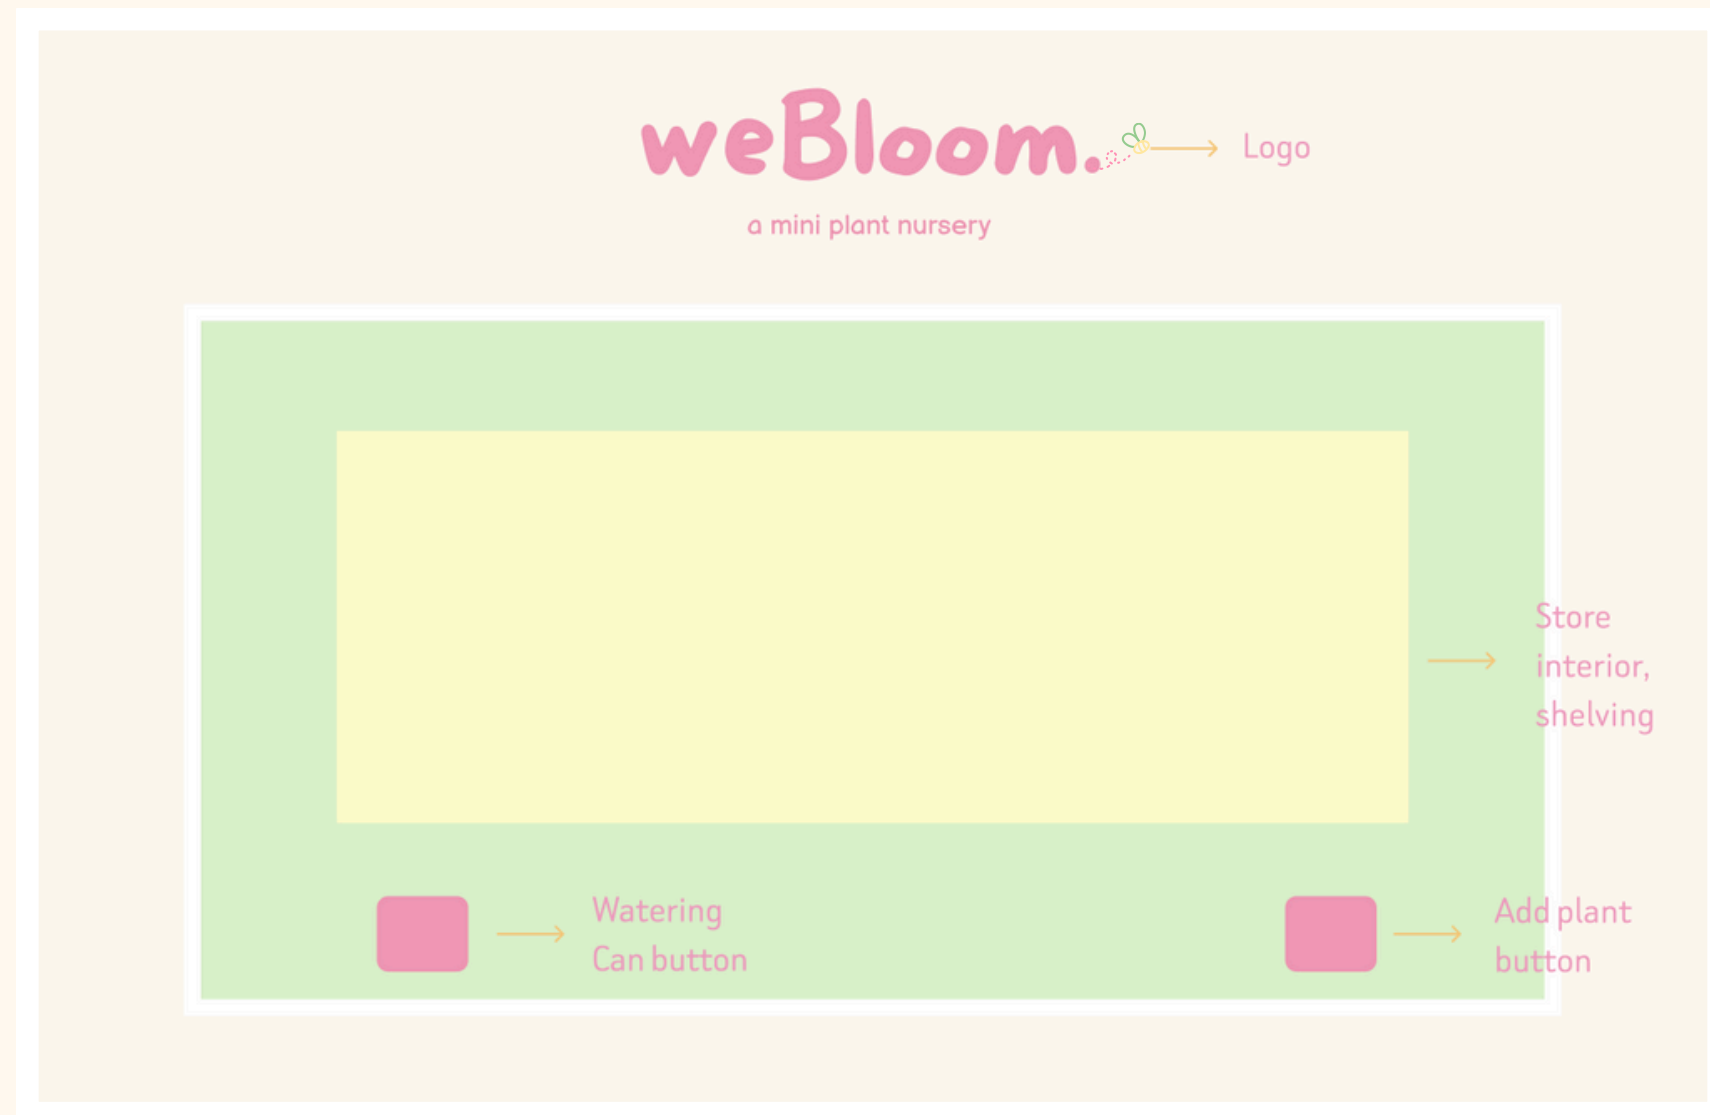 weBloom.
Logo
a mini plant nursery
Store
interior,
shelving
Watering
Can button
Add plant
button